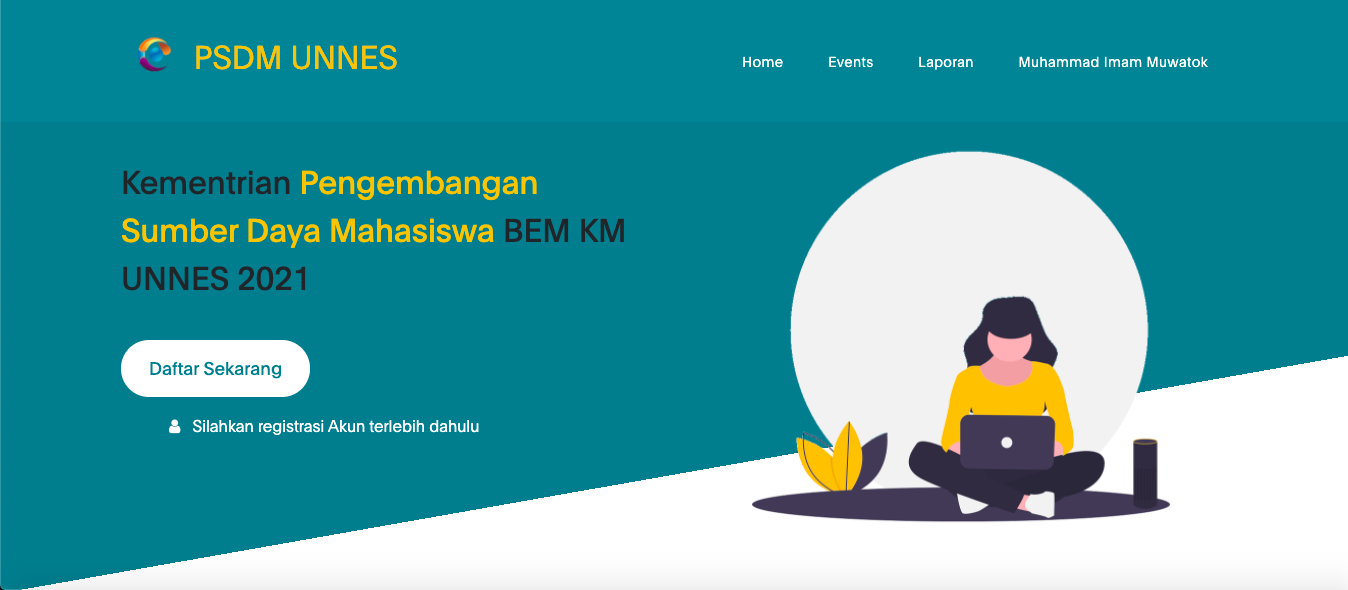 PSDM UNNES
Home Events Laporan Muhammad Imam Muwatok
Kementrian Pengembangan
Sumber Daya Mahasiswa BEM KM
UNNES 2021
Daftar Sekarang
Silahkan registrasi Akun terlebih dahulu